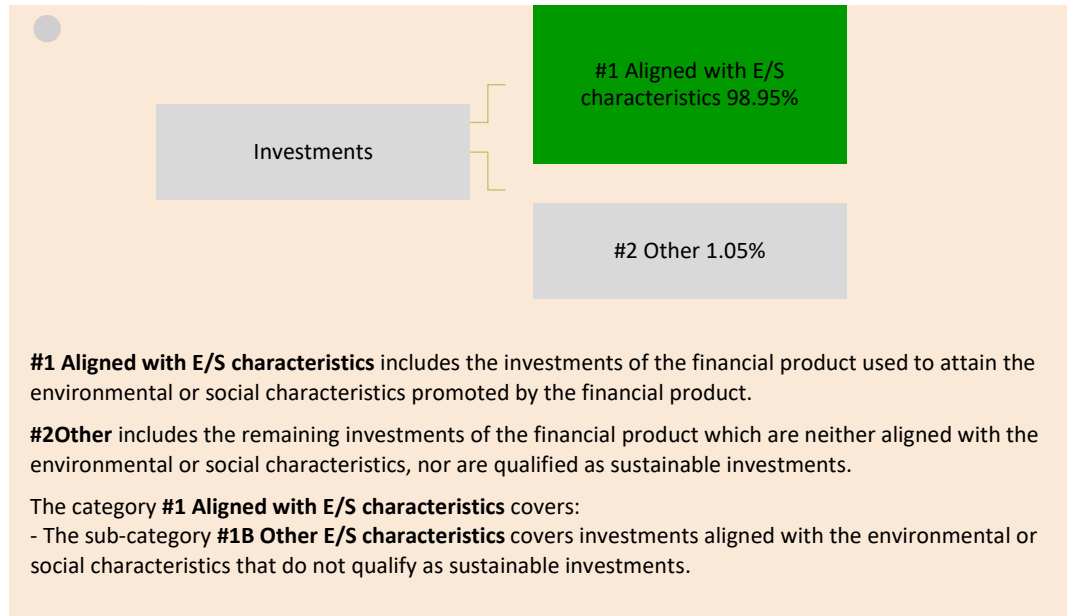 #1 Aligned with E/S
characteristics 98.95%
Investments
#2 Other 1.05%
#1 Aligned with E/S characteristics includes the investments of the financial product used to attain the
environmental or social characteristics promoted by the financial product.
#2Other includes the remaining investments of the financial product which are neither aligned with the
environmental or social characteristics, nor are qualified as sustainable investments.
The category #1 Aligned with E/S characteristics covers:
- The sub-category #1B Other E/S characteristics covers investments aligned with the environmental or
social characteristics that do not qualify as sustainable investments.